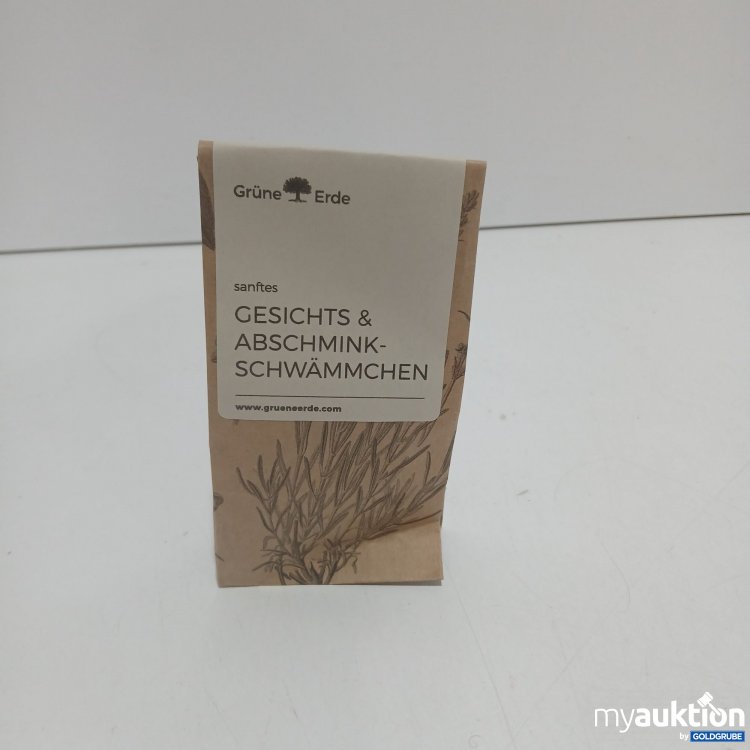 Grüne Erde
sanftes
GESICHTS &
ABSCHMINK-
SCHWÄMMCHEN
www.grueneerde.com
myauktion
by GOLDGRUBE